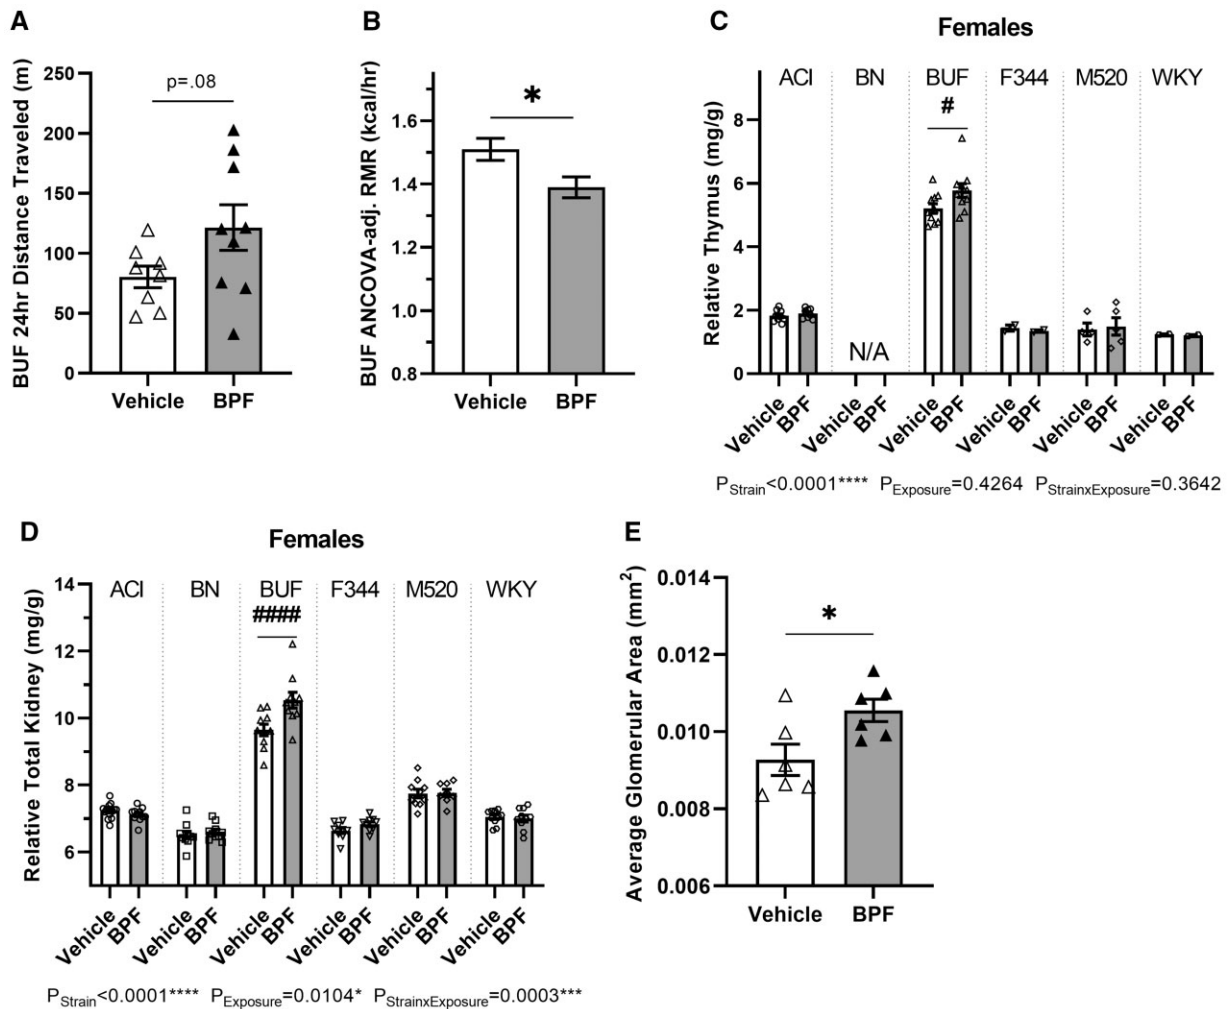 A
BUF 24hr Distance Traveled (m)
250
200
150
100
50
0
p=.08
Vehicle BPF
B
BUF ANCOVA-adj. RMR (kcal/hr)
1.6
1.4
1.2
1.0
0.8
*
Vehicle BPF
C
Females
ACI BN BUF F344 M520 WKY
#
Relative Thymus (mg/g)
8
6
4
2
0
N/A
Vehicle BPF Vehicle BPF Vehicle BPF Vehicle BPF Vehicle BPF Vehicle BPF
PStrain<0.0001**** PExposure=0.4264 PStrainxExposure=0.3642
D
Females
ACI BN BUF F344 M520 WKY
####
Relative Total Kidney (mg/g)
14
12
10
8
6
Vehicle BPF Vehicle BPF Vehicle BPF Vehicle BPF Vehicle BPF Vehicle BPF
PStrain<0.0001**** PExposure=0.0104* PStrainxExposure=0.0003***
E
Average Glomerular Area (mm²)
0.014
0.012
0.010
0.008
0.006
*
Vehicle BPF